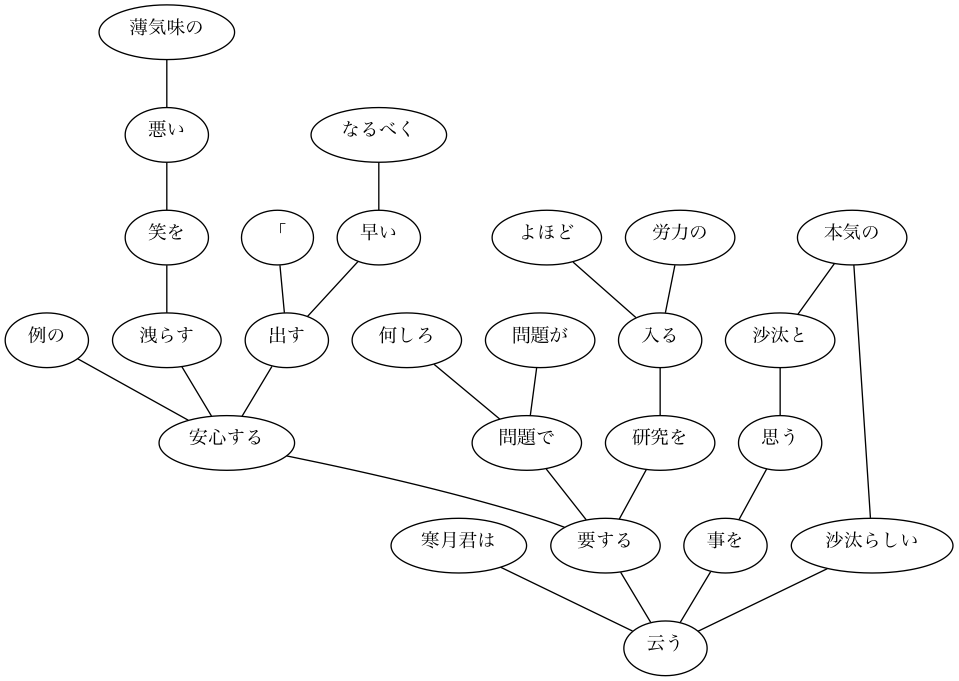 薄気味の
悪い
なるべく
笑を
「
早い
よほど
労力の
本気の
例の
洩らす
出す
何しろ
問題が
入る
沙汰と
安心する
問題で
研究を
思う
寒月君は
要する
事を
沙汰らしい
云う